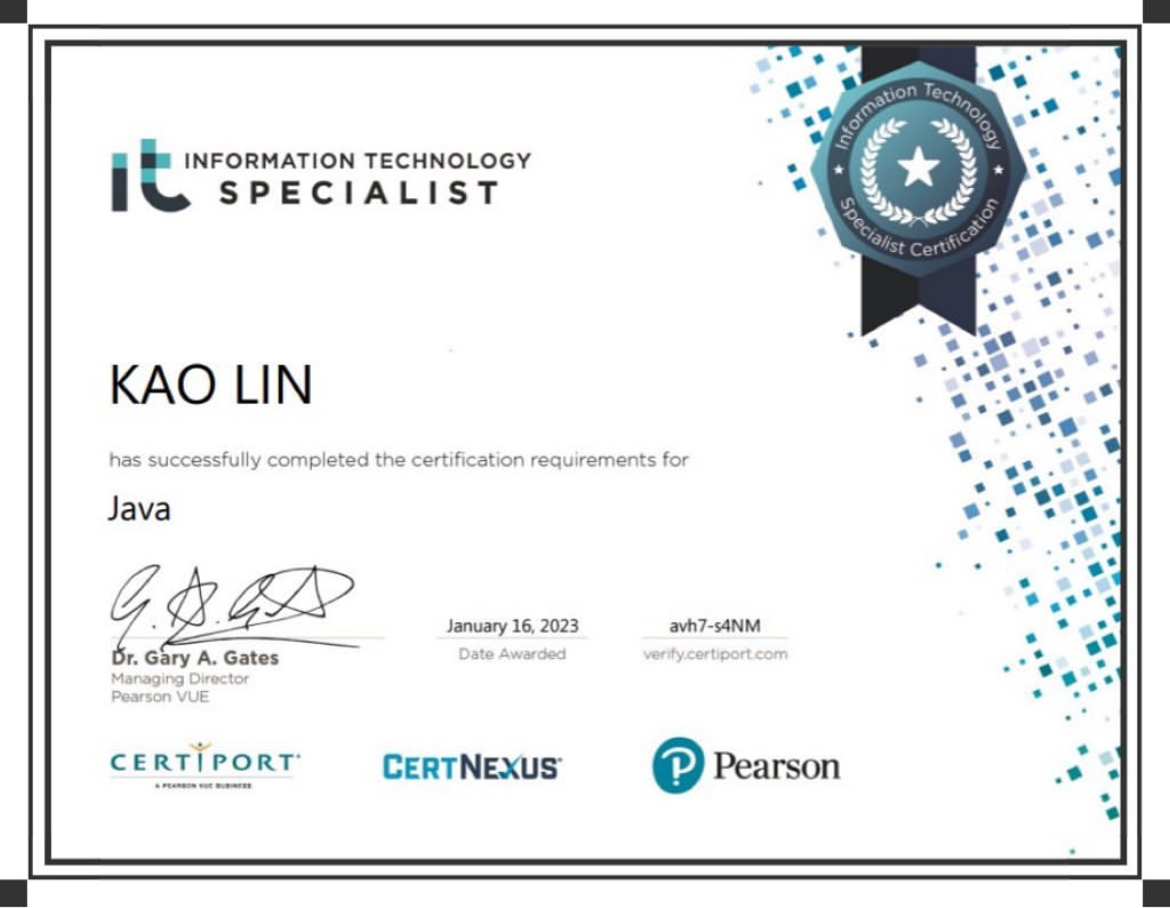 it INFORMATION TECHNOLOGY
SPECIALIST
Information Technology
Specialist Certification
KAO LIN
has successfully completed the certification requirements for
Java
G. A. Gates
Dr. Gary A. Gates
Managing Director
Pearson VUE
January 16, 2023
Date Awarded
avh7-s4NM
verify.certiport.com
CERTIPORT
A PEARSON VUE BUSINESS
CERTNEXUS
P Pearson